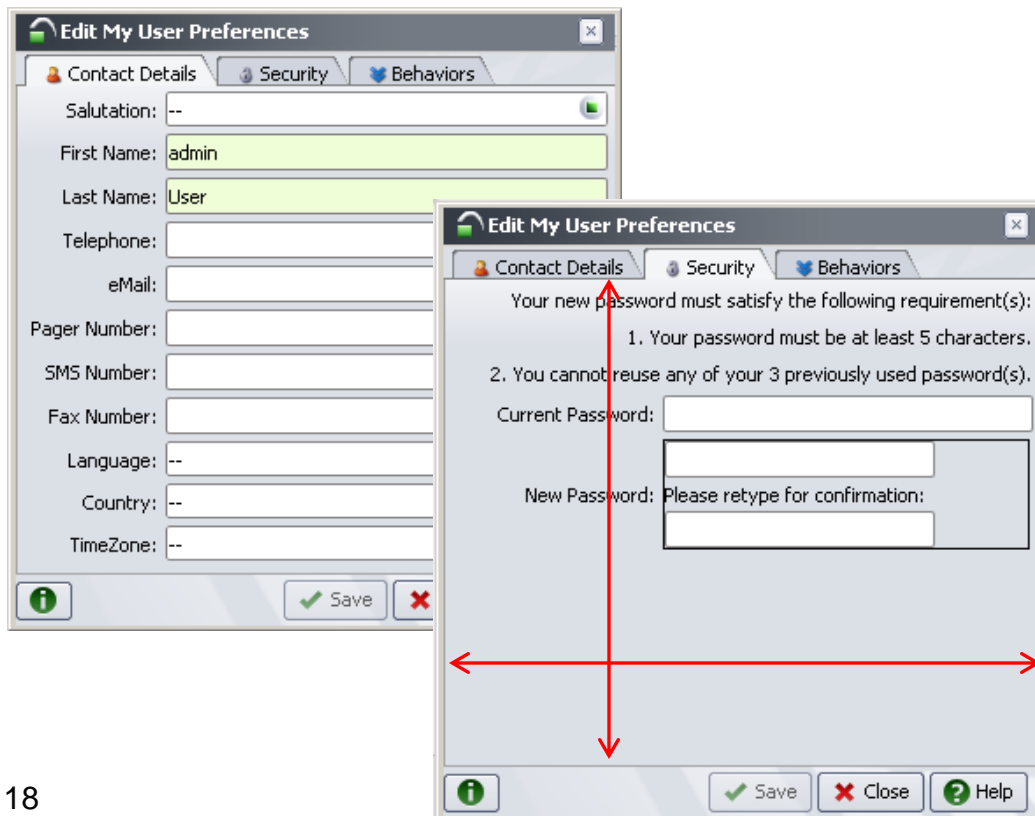 Edit My User Preferences
Contact Details Security Behaviors
Salutation: --
First Name: admin
Last Name: User
Telephone:
eMail:
Pager Number:
SMS Number:
Fax Number:
Language: --
Country: --
TimeZone: --
Save
Edit My User Preferences
Contact Details Security Behaviors
Your new password must satisfy the following requirement(s):
1. Your password must be at least 5 characters.
2. You cannot reuse any of your 3 previously used password(s).
Current Password:
New Password: Please retype for confirmation:
Save Close Help
18